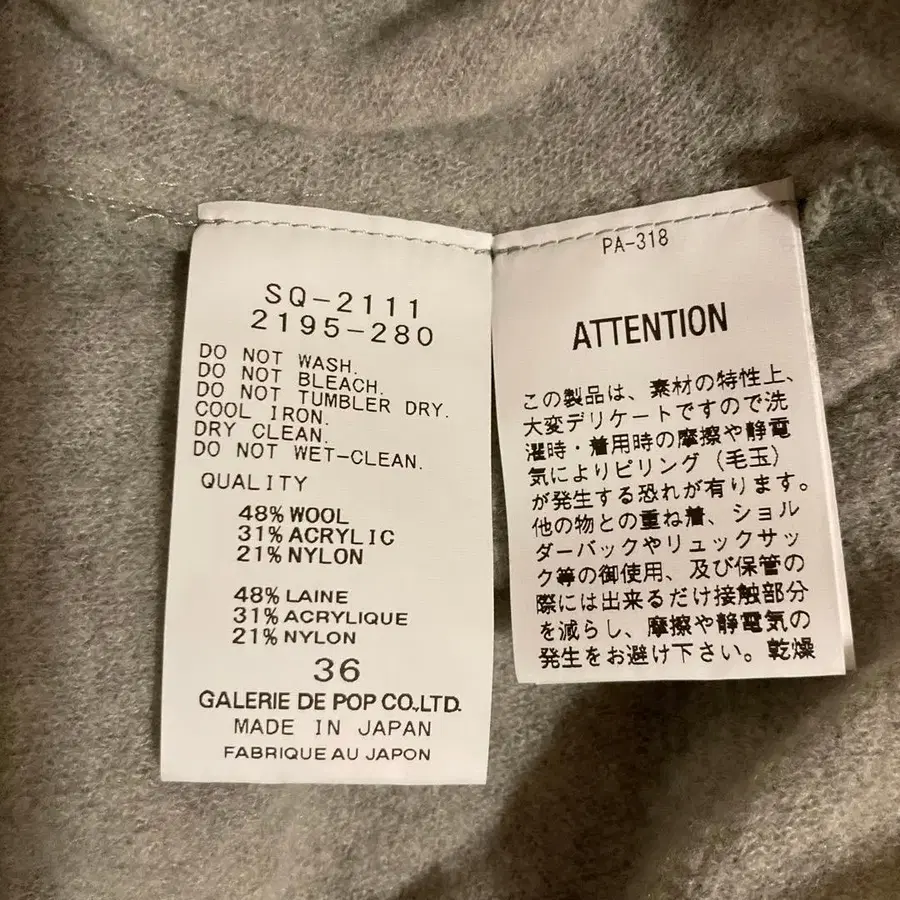 SQ-2111
2195-280
DO NOT WASH.
DO NOT BLEACH.
DO NOT TUMBLER DRY.
COOL IRON.
DRY CLEAN.
DO NOT WET-CLEAN.
QUALITY
48% WOOL
31% ACRYLIC
21% NYLON
48% LAINE
31% ACRYLIQUE
21% NYLON
36
GALERIE DE POP CO.,LTD.
MADE IN JAPAN
FABRIQUE AU JAPON
PA-318
ATTENTION
この製品は、素材の特性上、
大変デリケートですので洗
濯時・着用時の摩擦や静電
気によりピリング（毛玉）
が発生する恐れが有ります。
他の物との重ね着、ショル
ダーバックやリュックサッ
ク等の御使用、及び保管の
際には出来るだけ接触部分
を減らし、摩擦や静電気の
発生をお避け下さい。乾燥